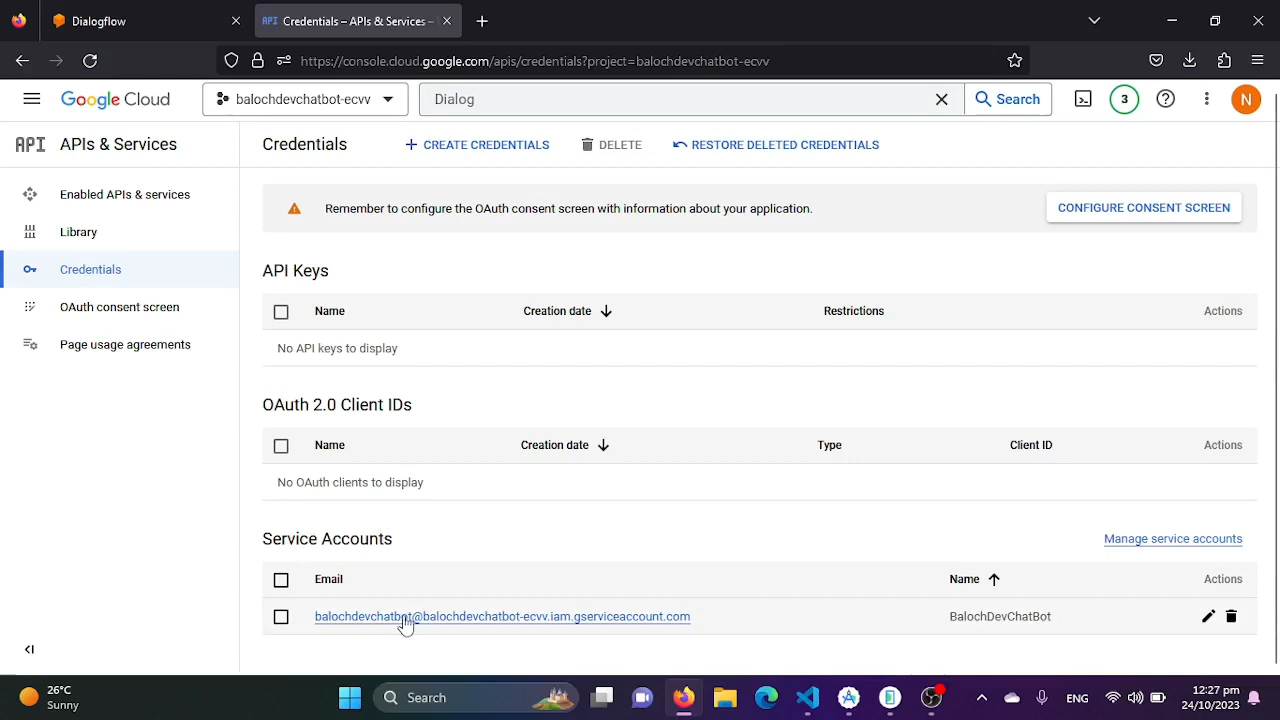 Dialogflow
API Credentials – APIs & Services –
https://console.cloud.google.com/apis/credentials?project=balochdevchatbot-ecvv
Google Cloud
balochdevchatbot-ecvv
Dialog
Search
3
N
API APIs & Services
Credentials
CREATE CREDENTIALS
DELETE
RESTORE DELETED CREDENTIALS
Enabled APIs & services
Library
Credentials
OAuth consent screen
Page usage agreements
Remember to configure the OAuth consent screen with information about your application.
CONFIGURE CONSENT SCREEN
API Keys
Name Creation date Restrictions Actions
No API keys to display
OAuth 2.0 Client IDs
Name Creation date Type Client ID Actions
No OAuth clients to display
Service Accounts
Manage service accounts
Email Name Actions
balochdevchatbot@balochdevchatbot-ecvv.iam.gserviceaccount.com BalochDevChatBot
26°C
Sunny
Search
ENG
12:27 pm
24/10/2023